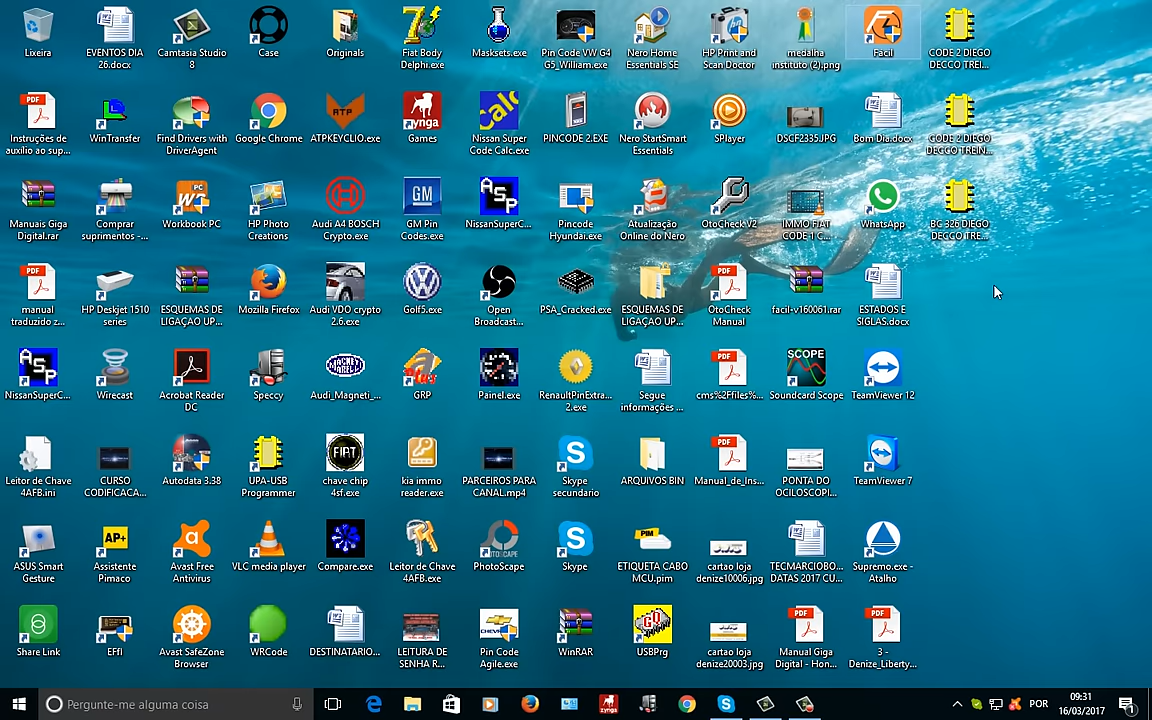 Lixeira
EVENTOS DIA
26.docx
Camtasia Studio
8
Case
Originals
Fiat Body
Delphi.exe
Masksets.exe
Pin Code VW G4
G5_William.exe
Nero Home
Essentials SE
HP Print and
Scan Doctor
medalha
instituto (2).png
Facil
CODE 2 DIEGO
DECCO TREI...
Instruções de
auxílio ao sup...
WinTransfer
Find Drivers with
DriverAgent
Google Chrome
ATPKEYCLIO.exe
Games
Nissan Super
Code Calc.exe
PINCODE 2.EXE
Nero StartSmart
Essentials
SPlayer
DSCF2335.JPG
Bom Dia.docx
CODE 2 DIEGO
DECCO TREIN...
Manuais Giga
Digital.rar
Comprar
suprimentos -...
Workbook PC
HP Photo
Creations
Audi A4 BOSCH
Crypto.exe
GM Pin
Codes.exe
NissanSuperC...
Pincode
Hyundai.exe
Atualização
Online do Nero
OtoCheck V2
IMMO FIAT
CODE 1 C...
WhatsApp
BG 326 DIEGO
DECCO TRE...
manual
traduzido z...
HP Deskjet 1510
series
ESQUEMAS DE
LIGAÇAO UP...
Mozilla Firefox
Audi VDO crypto
2.6.exe
Golf5.exe
Open
Broadcast...
PSA_Cracked.exe
ESQUEMAS DE
LIGAÇAO UP...
OtoCheck
Manual
facil-v160061.rar
ESTADOS E
SIGLAS.docx
NissanSuperC...
Wirecast
Acrobat Reader
DC
Speccy
Audi_Magneti_...
GRP
Painel.exe
RenaultPinExtra...
2.exe
Segue
informações ...
cms%2Ffiles%...
Soundcard Scope
TeamViewer 12
Leitor de Chave
4AFB.ini
CURSO
CODIFICACA...
Autodata 3.38
UPA-USB
Programmer
chave chip
4sf.exe
kia immo
reader.exe
PARCEIROS PARA
CANAL.mp4
Skype
secundario
ARQUIVOS BIN
Manual_de_Ins...
PONTA DO
OCILOSCOPI...
TeamViewer 7
ASUS Smart
Gesture
Assistente
Pimaco
Avast Free
Antivirus
VLC media player
Compare.exe
Leitor de Chave
4AFB.exe
PhotoScape
Skype
ETIQUETA CABO
MCU.pim
cartao loja
denize10006.jpg
TECMARCIOBO...
DATAS 2017 CU...
Supremo.exe -
Atalho
Share Link
EFfi
Avast SafeZone
Browser
WRCode
DESTINATARIO...
LEITURA DE
SENHA R...
Pin Code
Agile.exe
WinRAR
USBPrg
cartao loja
denize20003.jpg
Manual Giga
Digital - Hon...
3 -
Denize_Liberty...
Pergunte-me alguma coisa
POR
09:31
16/03/2017